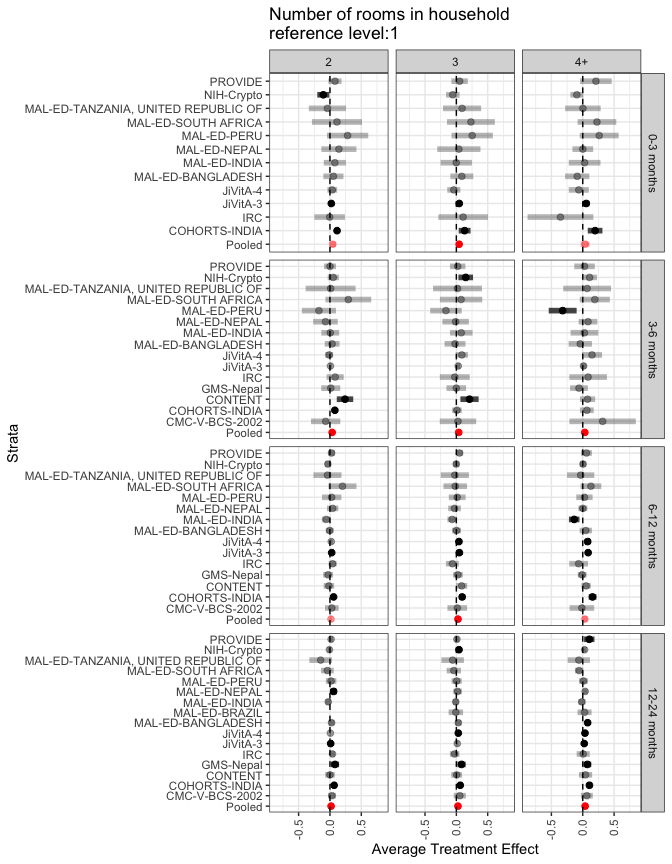 Number of rooms in household
reference level:1
2
3
4+
PROVIDE
NIH-Crypto
MAL-ED-TANZANIA, UNITED REPUBLIC OF
MAL-ED-SOUTH AFRICA
MAL-ED-PERU
MAL-ED-NEPAL
MAL-ED-INDIA
MAL-ED-BANGLADESH
JiVitA-4
JiVitA-3
IRC
COHORTS-INDIA
Pooled
0-3 months
PROVIDE
NIH-Crypto
MAL-ED-TANZANIA, UNITED REPUBLIC OF
MAL-ED-SOUTH AFRICA
MAL-ED-PERU
MAL-ED-NEPAL
MAL-ED-INDIA
MAL-ED-BANGLADESH
JiVitA-4
JiVitA-3
IRC
GMS-Nepal
CONTENT
COHORTS-INDIA
CMC-V-BCS-2002
Pooled
3-6 months
PROVIDE
NIH-Crypto
MAL-ED-TANZANIA, UNITED REPUBLIC OF
MAL-ED-SOUTH AFRICA
MAL-ED-PERU
MAL-ED-NEPAL
MAL-ED-INDIA
MAL-ED-BANGLADESH
JiVitA-4
JiVitA-3
IRC
GMS-Nepal
CONTENT
COHORTS-INDIA
CMC-V-BCS-2002
Pooled
6-12 months
PROVIDE
NIH-Crypto
MAL-ED-TANZANIA, UNITED REPUBLIC OF
MAL-ED-SOUTH AFRICA
MAL-ED-PERU
MAL-ED-NEPAL
MAL-ED-INDIA
MAL-ED-BRAZIL
MAL-ED-BANGLADESH
JiVitA-4
JiVitA-3
IRC
GMS-Nepal
CONTENT
COHORTS-INDIA
CMC-V-BCS-2002
Pooled
12-24 months
Strata
-0.5
0.0
0.5
-0.5
0.0
0.5
-0.5
0.0
0.5
Average Treatment Effect